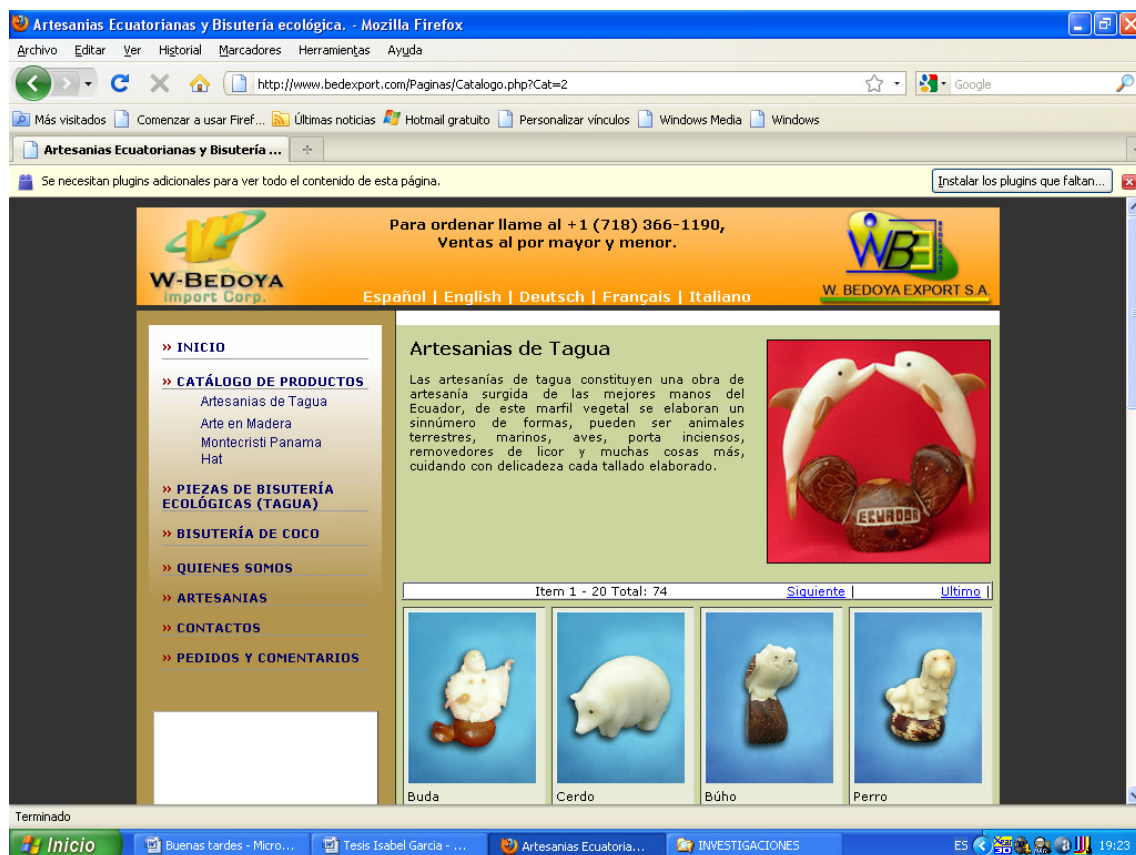 Artesanias Ecuatorianas y Bisutería ecológica. - Mozilla Firefox
Archivo Editar Ver Historial Marcadores Herramientas Ayuda
http://www.bedexport.com/Paginas/Catalogo.php?Cat=2
Google
Más visitados Comenzar a usar Firef... Últimas noticias Hotmail gratuito Personalizar vínculos Windows Media Windows
Artesanias Ecuatorianas y Bisutería ...
Se necesitan plugins adicionales para ver todo el contenido de esta página.
Instalar los plugins que faltan...
W-BEDOYA
Import Corp.
Para ordenar llame al +1 (718) 366-1190,
Ventas al por mayor y menor.
Español | English | Deutsch | Français | Italiano
WBE
BEDEXPORT
W. BEDOYA EXPORT S.A.
» INICIO
» CATÁLOGO DE PRODUCTOS
Artesanias de Tagua
Arte en Madera
Montecristi Panama
Hat
» PIEZAS DE BISUTERÍA
ECOLÓGICAS (TAGUA)
» BISUTERÍA DE COCO
» QUIENES SOMOS
» ARTESANIAS
» CONTACTOS
» PEDIDOS Y COMENTARIOS
Artesanias de Tagua
Las artesanías de tagua constituyen una obra de
artesanía surgida de las mejores manos del
Ecuador, de este marfil vegetal se elaboran un
sinnúmero de formas, pueden ser animales
terrestres, marinos, aves, porta inciensos,
removedores de licor y muchas cosas más,
cuidando con delicadeza cada tallado elaborado.
ECUADOR
Item 1 - 20 Total: 74 Siguiente | Ultimo |
Buda Cerdo Búho Perro
Terminado
Inicio
Buenas tardes - Micro...
Tesis Isabel Garcia - ...
Artesanias Ecuatoria...
INVESTIGACIONES
ES
19:23